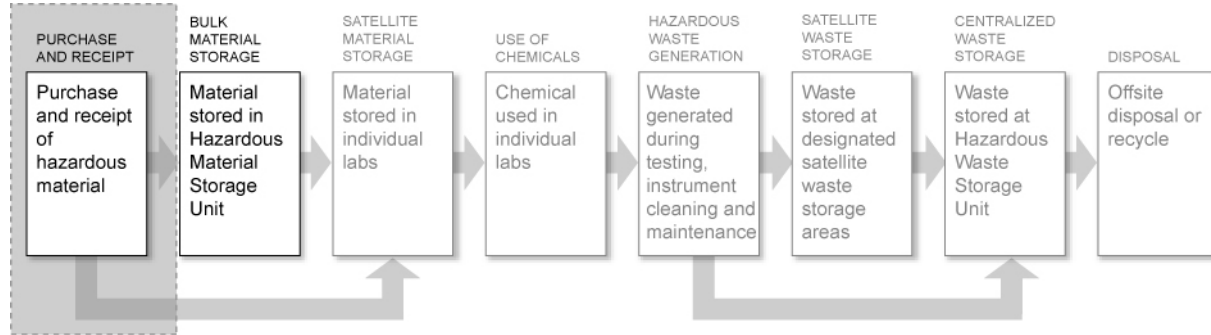 PURCHASE
AND RECEIPT
Purchase
and receipt
of
hazardous
material
BULK
MATERIAL
STORAGE
Material
stored in
Hazardous
Material
Storage
Unit
SATELLITE
MATERIAL
STORAGE
Material
stored in
individual
labs
USE OF
CHEMICALS
Chemical
used in
individual
labs
HAZARDOUS
WASTE
GENERATION
Waste
generated
during
testing,
instrument
cleaning and
maintenance
SATELLITE
WASTE
STORAGE
Waste
stored at
designated
satellite
waste
storage
areas
CENTRALIZED
WASTE
STORAGE
Waste
stored at
Hazardous
Waste
Storage
Unit
DISPOSAL
Offsite
disposal or
recycle